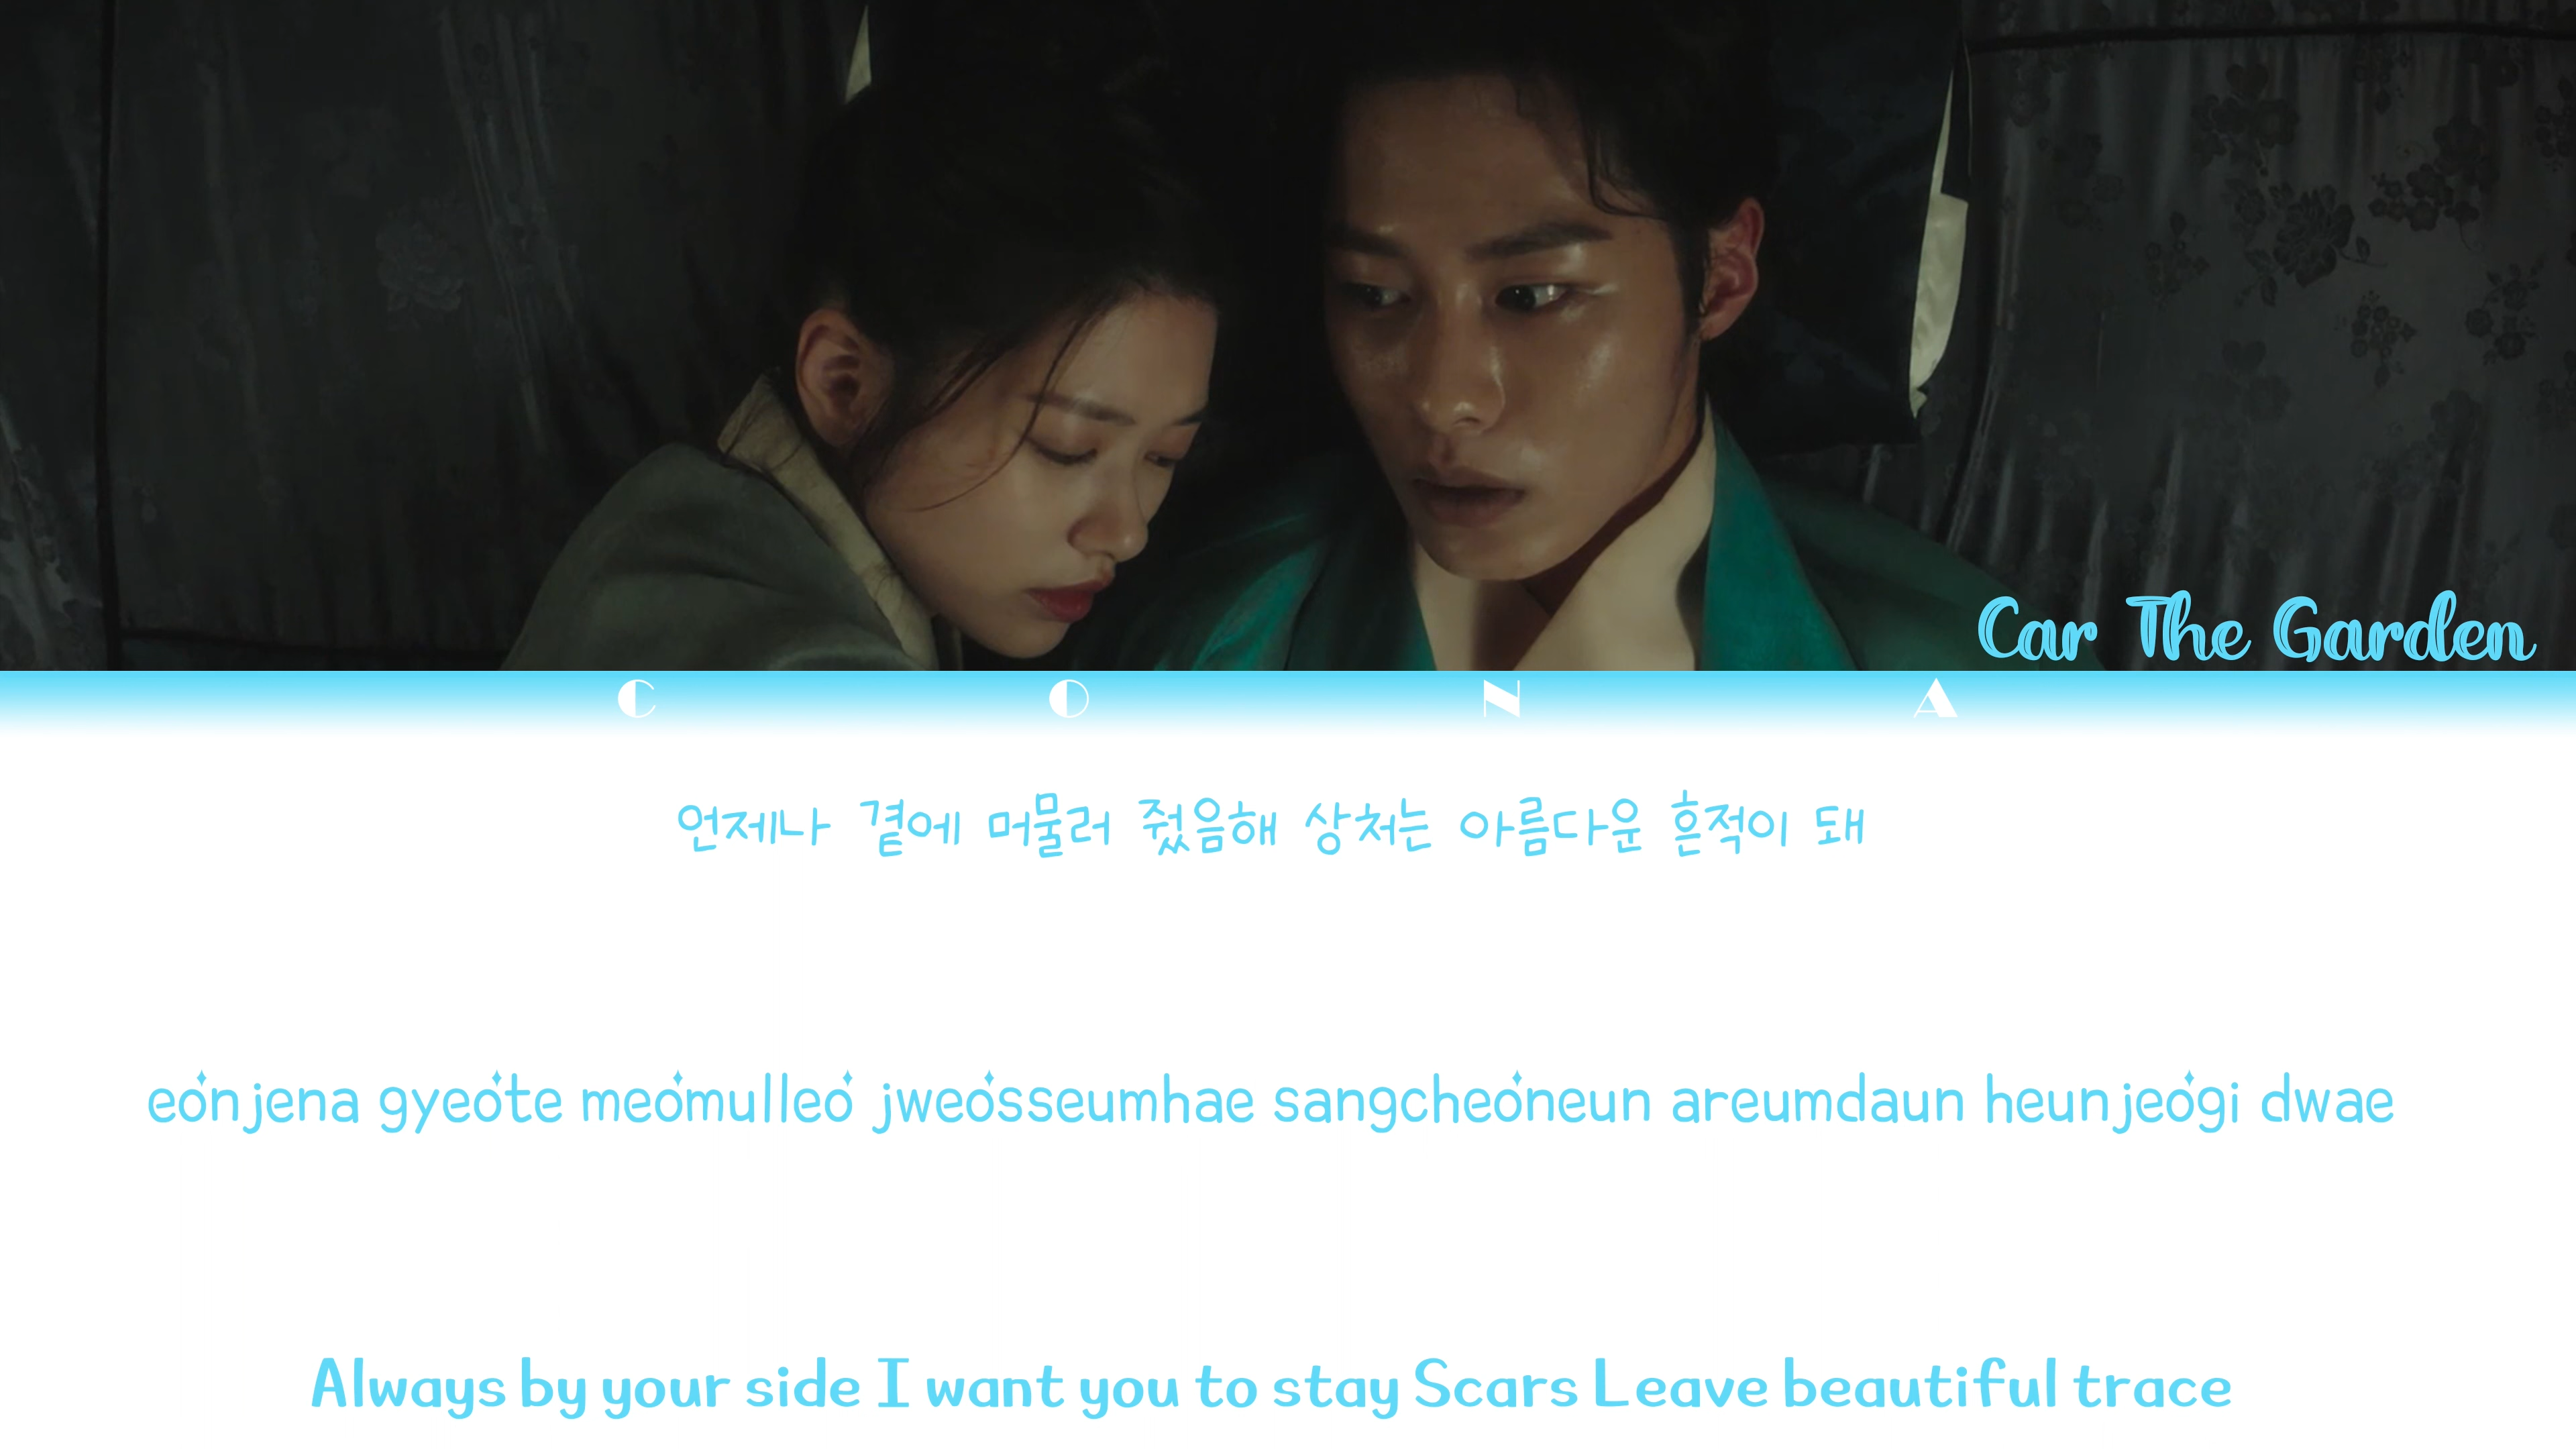 Car The Garden
C O N A
언제나 곁에 머물러 줬음해 상처는 아름다운 흔적이 돼
eonjena gyeote meomulleo jweosseumhae sangcheoneun areumdaun heunjeogi dwae
Always by your side I want you to stay Scars Leave beautiful trace